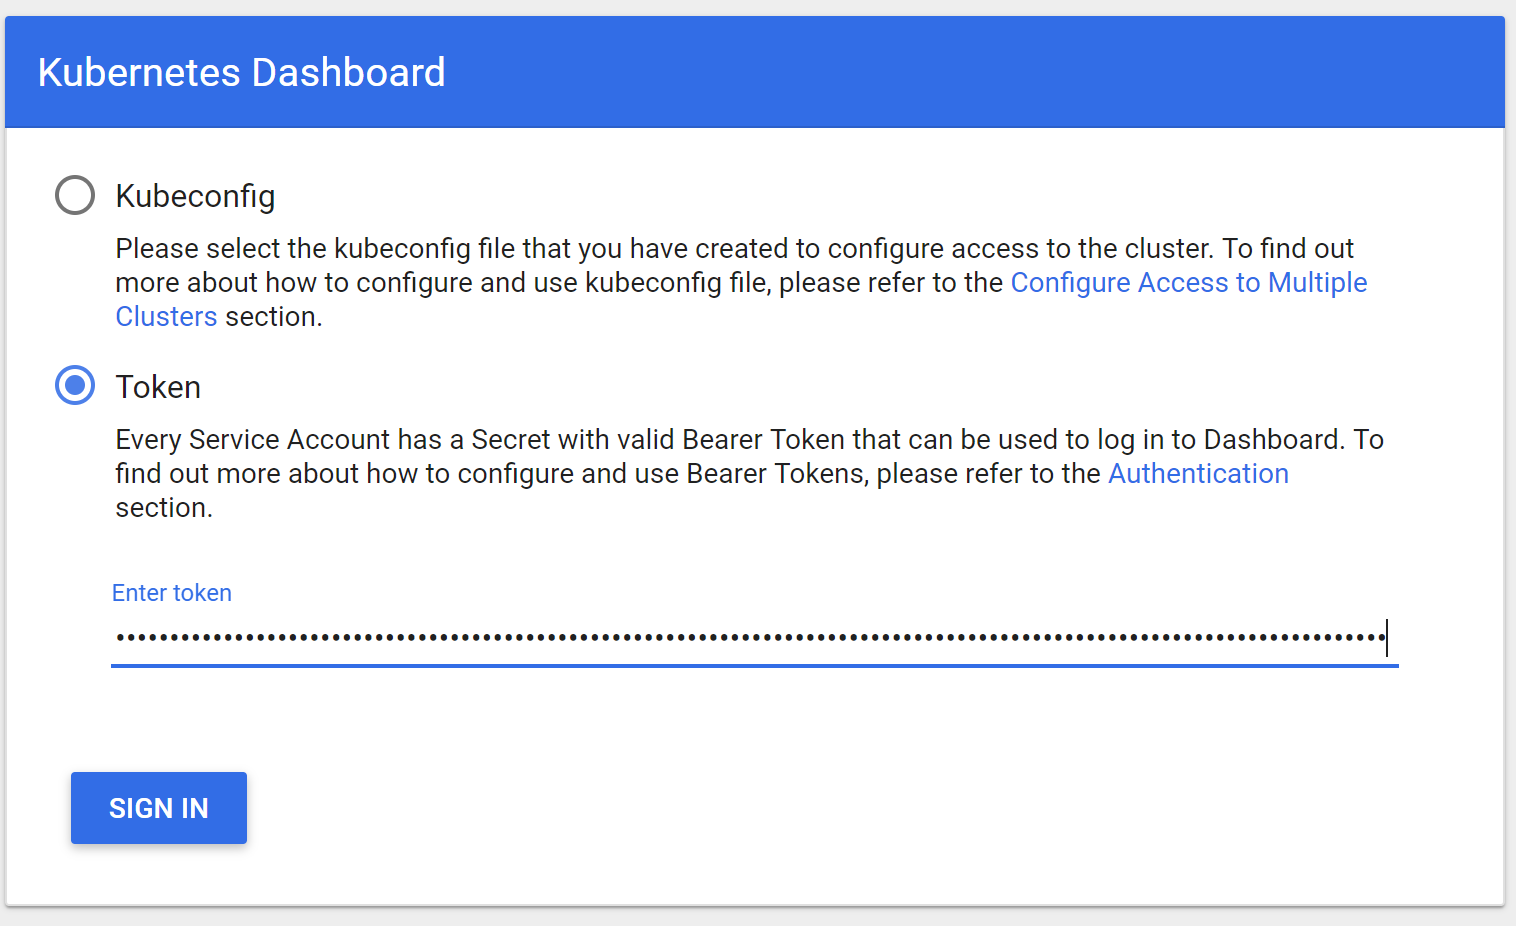 Kubernetes Dashboard
Kubeconfig
Please select the kubeconfig file that you have created to configure access to the cluster. To find out
more about how to configure and use kubeconfig file, please refer to the Configure Access to Multiple
Clusters section.
Token
Every Service Account has a Secret with valid Bearer Token that can be used to log in to Dashboard. To
find out more about how to configure and use Bearer Tokens, please refer to the Authentication
section.
Enter token
SIGN IN